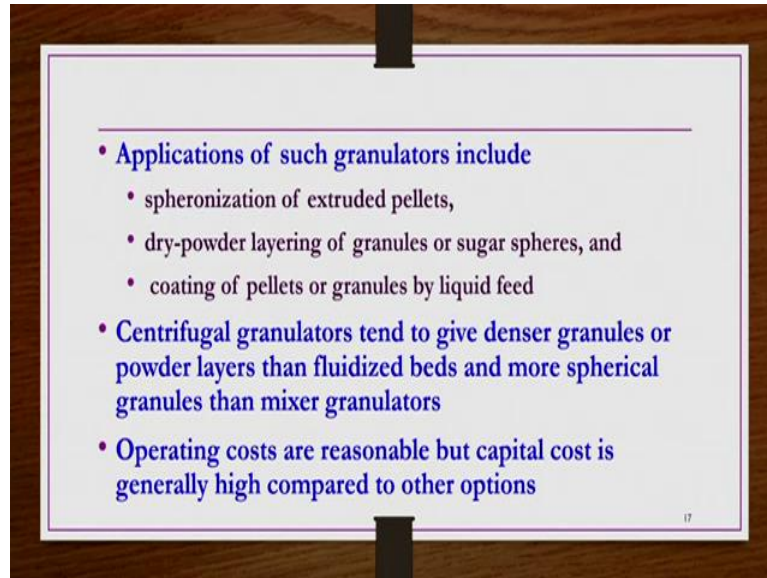 • Applications of such granulators include
• spheronization of extruded pellets,
• dry-powder layering of granules or sugar spheres, and
• coating of pellets or granules by liquid feed
• Centrifugal granulators tend to give denser granules or
powder layers than fluidized beds and more spherical
granules than mixer granulators
• Operating costs are reasonable but capital cost is
generally high compared to other options
17